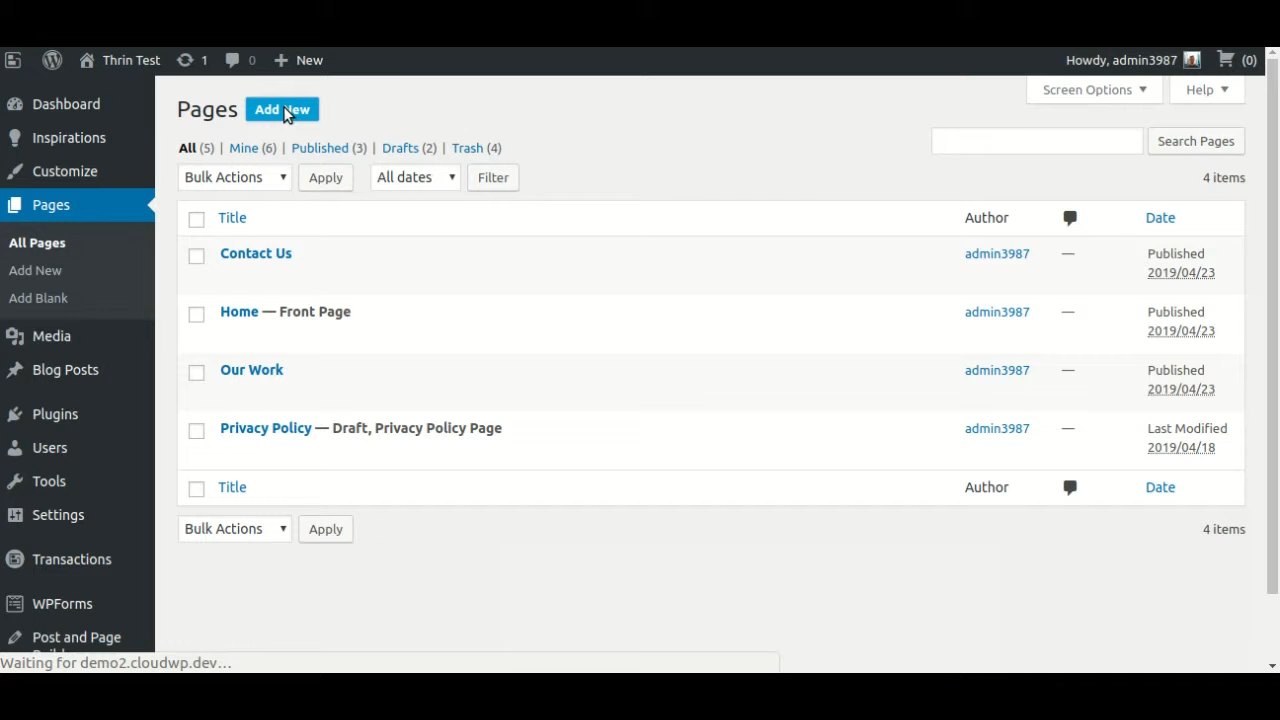 Thrin Test 1 0 New Howdy, admin3987 (0)
Screen Options Help
Dashboard
Inspirations
Customize
Pages
All Pages
Add New
Add Blank
Media
Blog Posts
Plugins
Users
Tools
Settings
Transactions
WPForms
Post and Page
Pages Add New
All (5) | Mine (6) | Published (3) | Drafts (2) | Trash (4)
Search Pages
Bulk Actions Apply All dates Filter 4 items
Title Author Date
Contact Us admin3987 — Published
2019/04/23
Home — Front Page admin3987 — Published
2019/04/23
Our Work admin3987 — Published
2019/04/23
Privacy Policy — Draft, Privacy Policy Page admin3987 — Last Modified
2019/04/18
Title Author Date
Bulk Actions Apply 4 items
Waiting for demo2.cloudwp.dev...